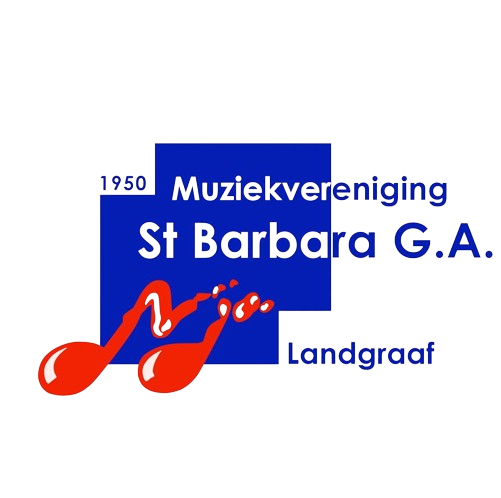 1950
Muziekvereniging
St Barbara G.A.
Landgraaf